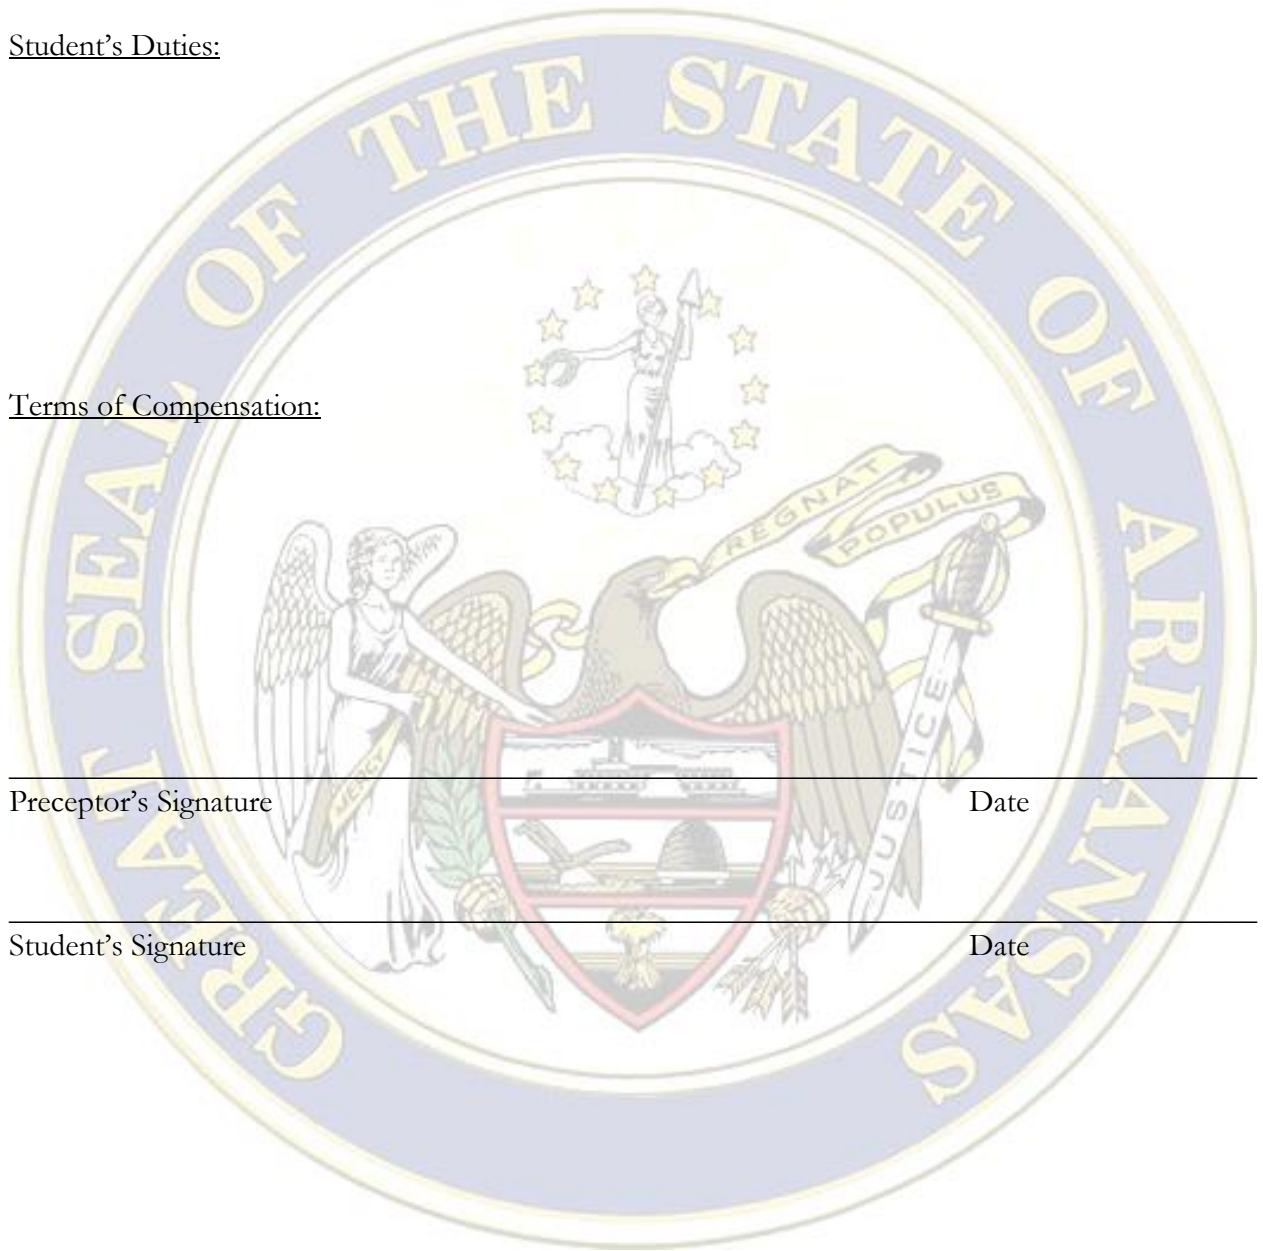 Student’s Duties:
GREAT SEAL OF THE STATE OF ARKANSAS
Terms of Compensation:
REGNAT
POPULUS
MERCY
JUSTICE
Preceptor’s Signature Date
Student’s Signature Date